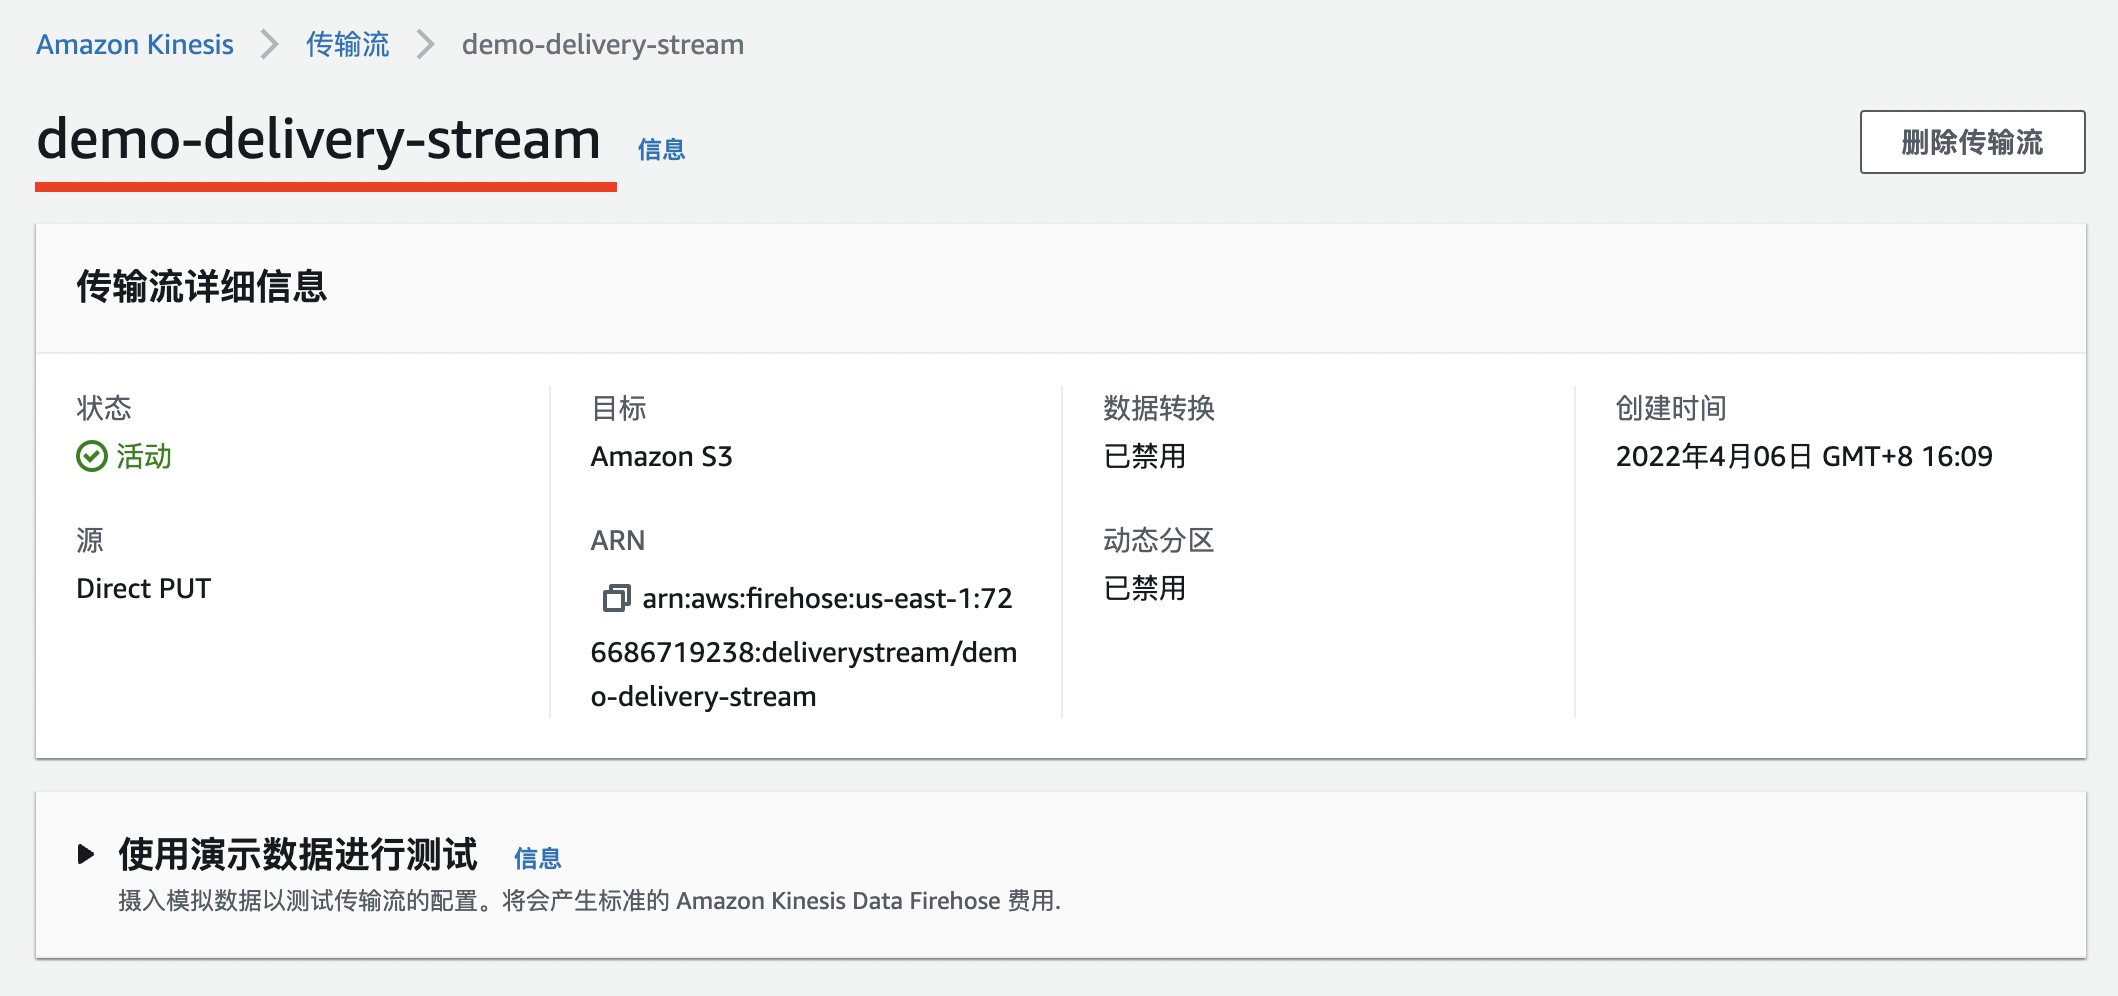 Amazon Kinesis > 传输流 > demo-delivery-stream
demo-delivery-stream 信息
删除传输流
传输流详细信息
状态
活动
源
Direct PUT
目标
Amazon S3
ARN
arn:aws:firehose:us-east-1:72
6686719238:deliverystream/dem
o-delivery-stream
数据转换
已禁用
动态分区
已禁用
创建时间
2022年4月06日 GMT+8 16:09
使用演示数据进行测试 信息
摄入模拟数据以测试传输流的配置。将会产生标准的 Amazon Kinesis Data Firehose 费用.